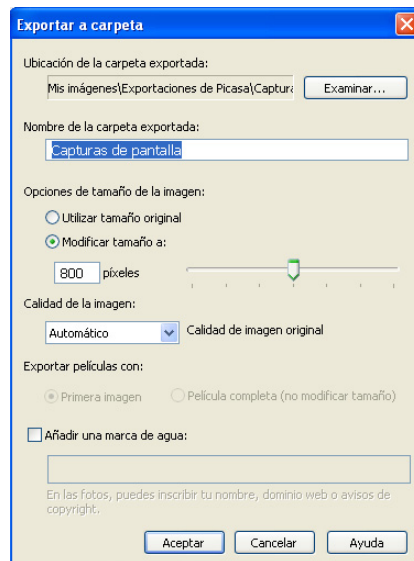 Exportar a carpeta
Ubicación de la carpeta exportada:
Mis imágenes\Exportaciones de Picasa\Captura
Examinar...
Nombre de la carpeta exportada:
Capturas de pantalla
Opciones de tamaño de la imagen:
Utilizar tamaño original
Modificar tamaño a:
800 píxeles
Calidad de la imagen:
Automático Calidad de imagen original
Exportar películas con:
Primera imagen Película completa (no modificar tamaño)
Añadir una marca de agua:
En las fotos, puedes inscribir tu nombre, dominio web o avisos de
copyright.
Aceptar Cancelar Ayuda